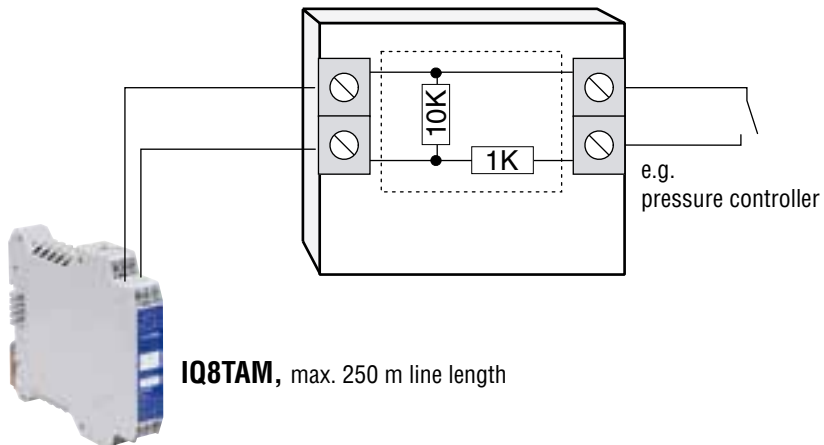 10K
1K
e.g.
pressure controller
IQ8TAM, max. 250 m line length